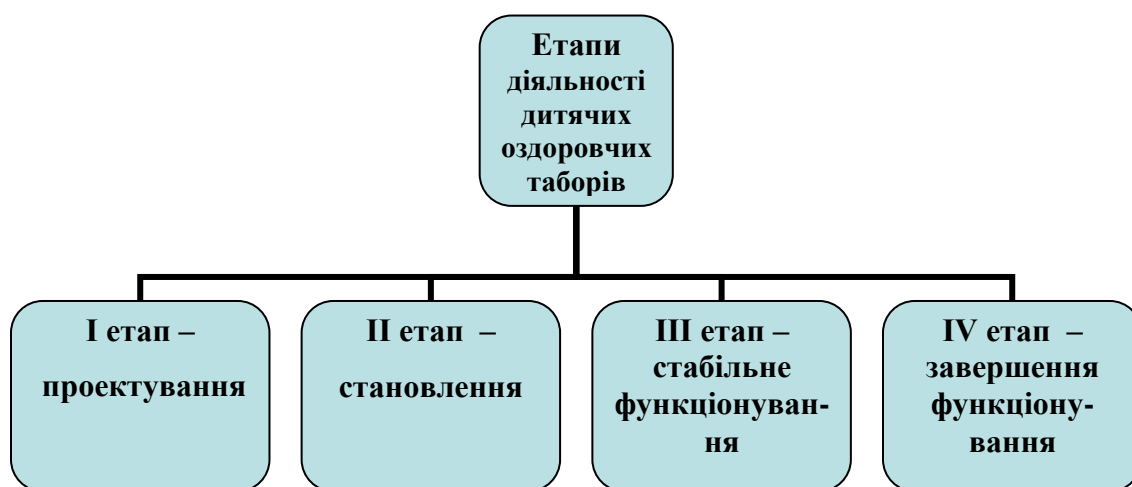 Етапи
діяльності
дитячих
оздоровчих
таборів
І етап –
проектування
ІІ етап –
становлення
ІІІ етап –
стабільне
функціонуван-
ня
IV етап –
завершення
функціону-
вання